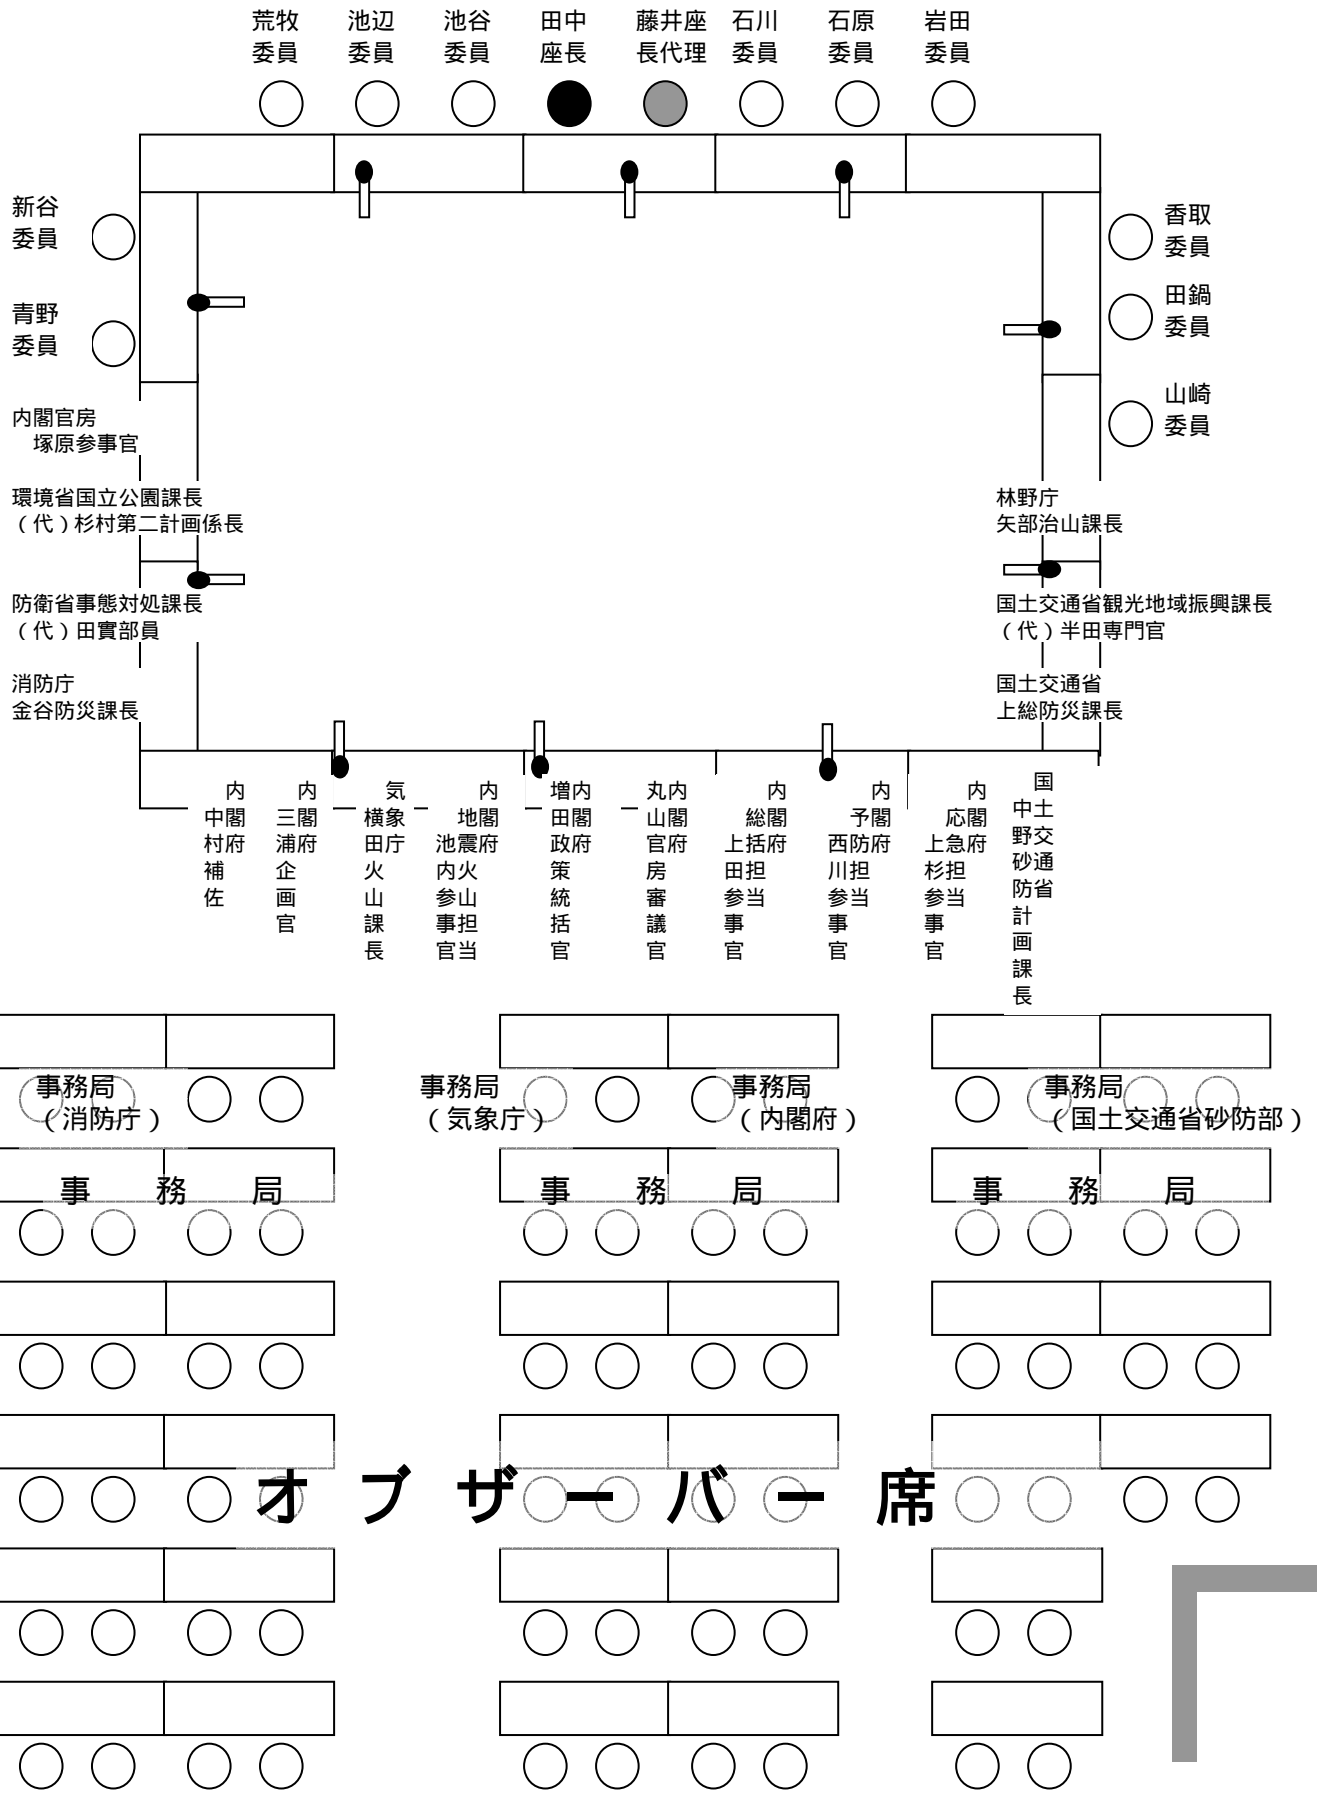 荒牧
委員
池辺
委員
池谷
委員
田中
座長
藤井座
長代理
石川
委員
石原
委員
岩田
委員
新谷
委員
青野
委員
香取
委員
田鍋
委員
山崎
委員
内閣官房
塚原参事官
環境省国立公園課長
（代）杉村第二計画係長
防衛省事態対処課長
（代）田實部員
消防庁
金谷防災課長
林野庁
矢部治山課長
国土交通省観光地域振興課長
（代）半田専門官
国土交通省
上総防災課長
内閣府
中村補佐
内閣府
三浦企画官
気象庁
横田火山課長
内閣府
地震火山担当
池内参事官
内閣府
増田政策統括官
内閣府
丸山官房審議官
内閣府
総括担当
上田参事官
内閣府
予防担当
西川参事官
内閣府
応急担当
上杉参事官
国土交通省
中野砂防計画課長
事務局
（消防庁）
事務局
（気象庁）
事務局
（内閣府）
事務局
（国土交通省砂防部）
事　務　局
事　務　局
事　務　局
オブザーバー席